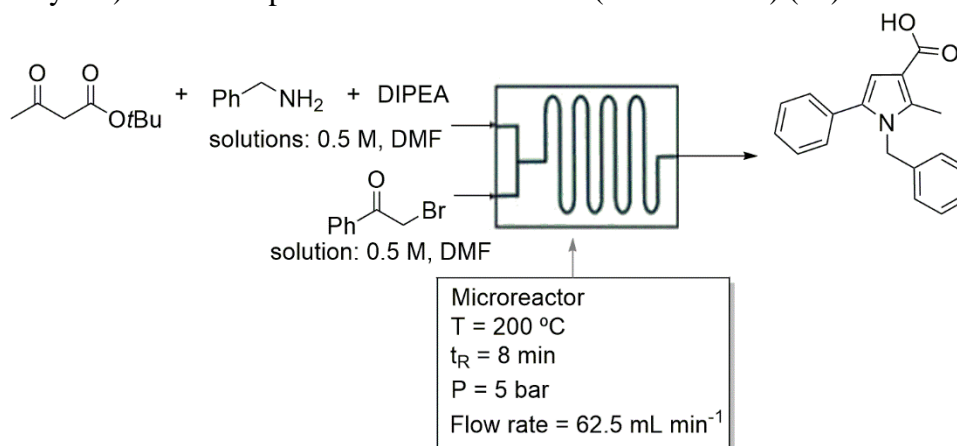 HO
O
O O
OtBu
+
Ph NH2
+ DIPEA
solutions: 0.5 M, DMF
N
O
Ph Br
solution: 0.5 M, DMF
Microreactor
T = 200 ºC
tR = 8 min
P = 5 bar
Flow rate = 62.5 mL min-1